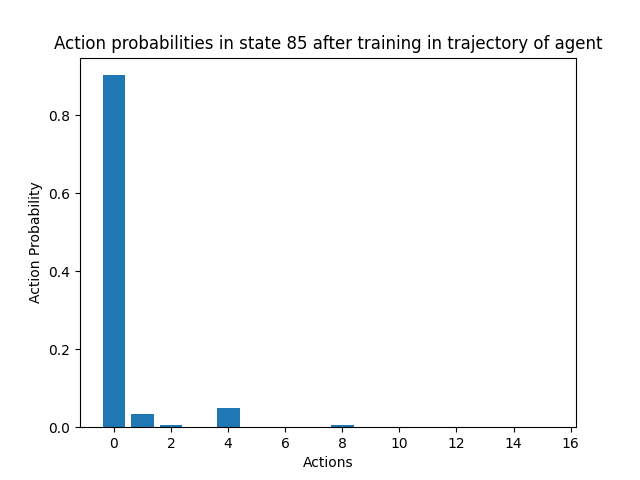 Action probabilities in state 85 after training in trajectory of agent
0.8
0.6
0.4
0.2
0.0
Action Probability
0 2 4 6 8 10 12 14 16
Actions